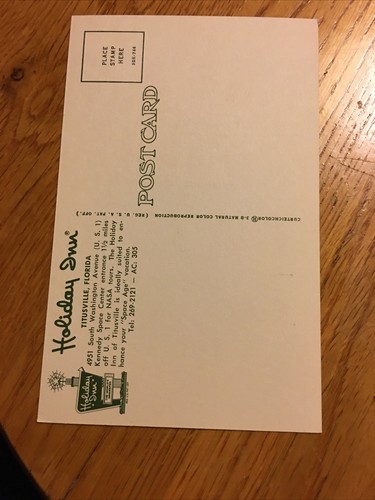 Holiday Inn®
TITUSVILLE, FLORIDA
4951 South Washington Avenue (U. S. 1)
Kennedy Space Center entrance 1½ miles
off U. S. 1 for NASA tours. The Holiday
Inn of Titusville is ideally suited to en-
hance your "Space Age" vacation.
Tel: 269-2121 — AC: 305
Holiday Inn
CURTEICHCOLOR® 3-D NATURAL COLOR REPRODUCTION (REG. U. S. A. PAT. OFF.)
POST CARD
PLACE
STAMP
HERE